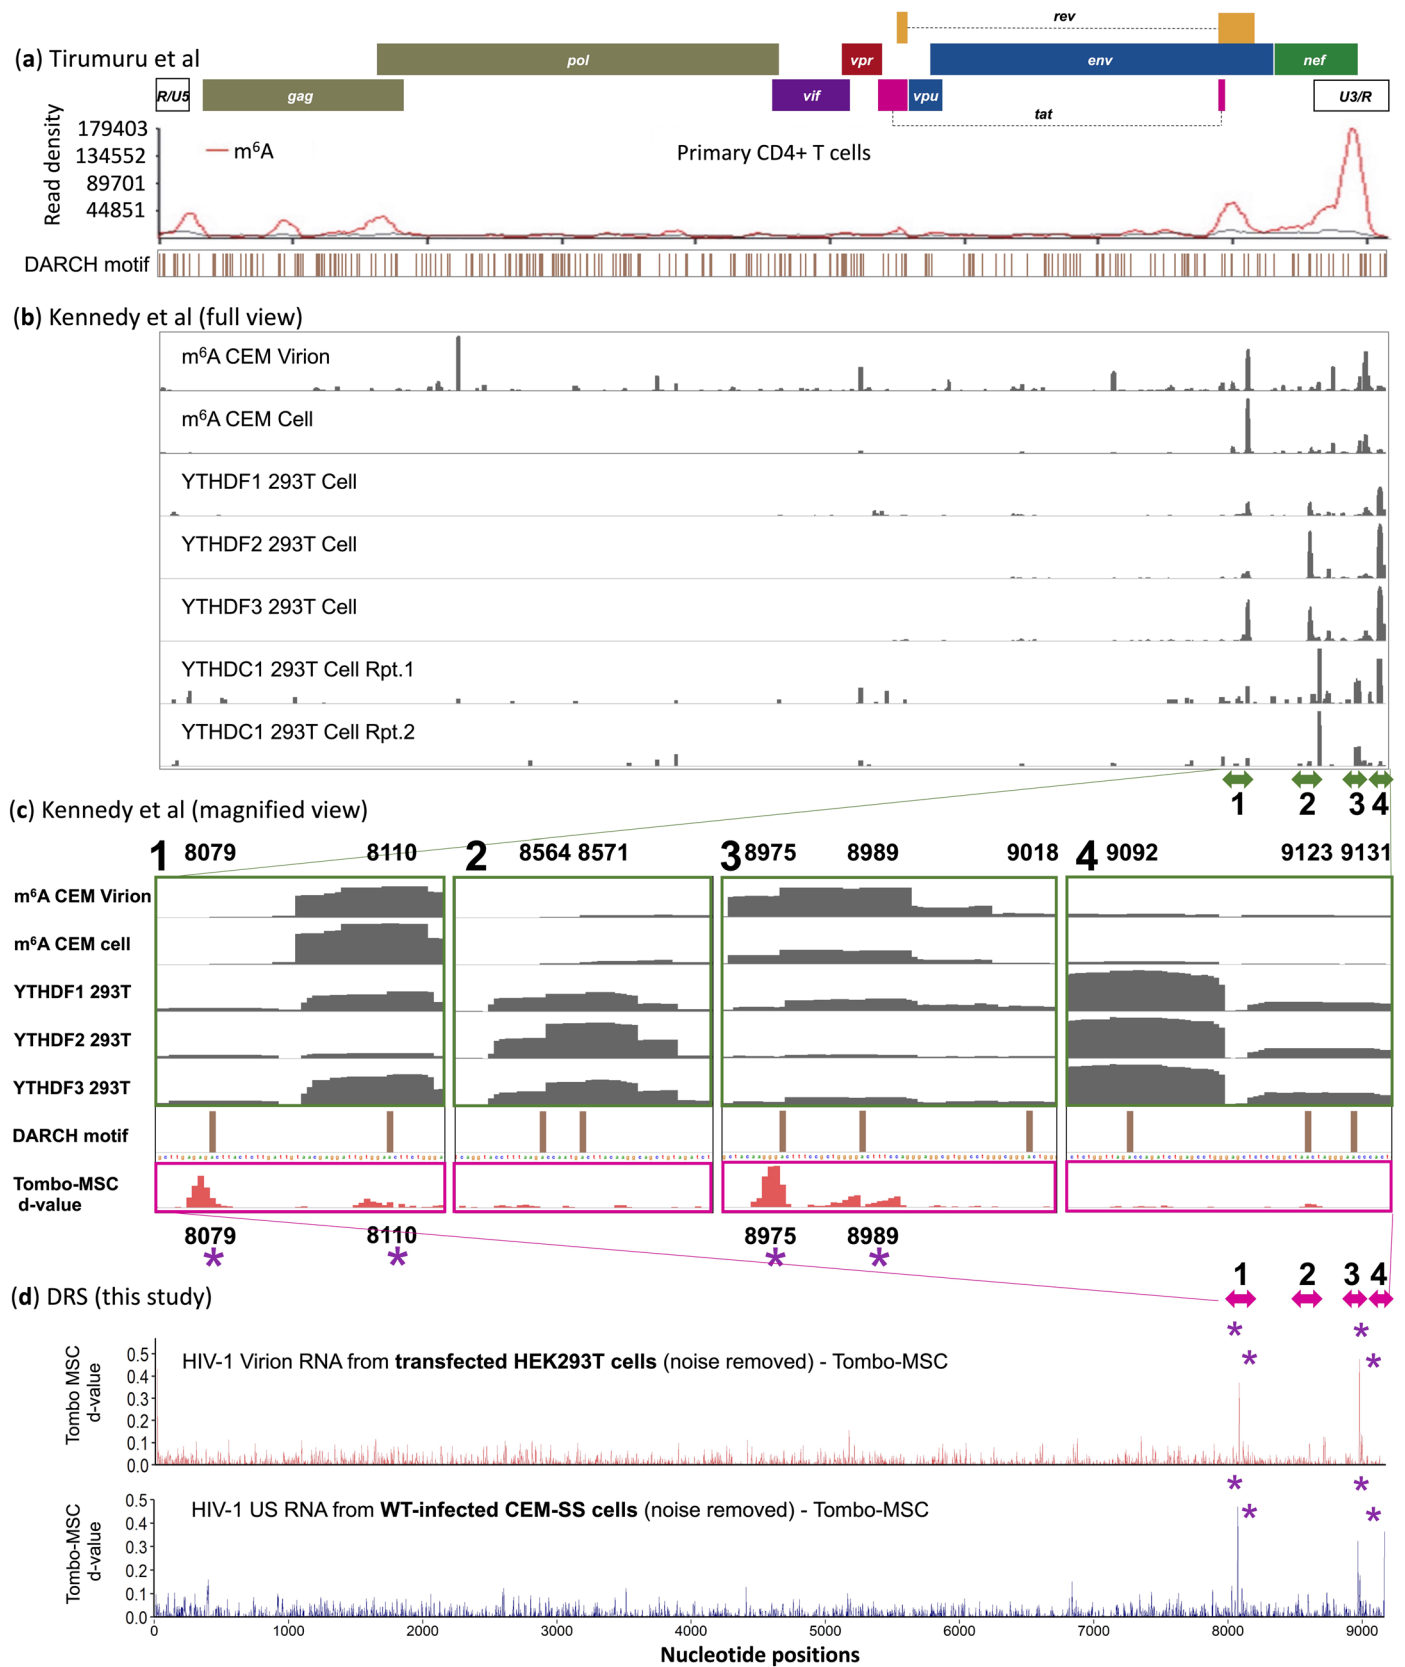 rev
(a) Tirumuru et al
pol
vpr
env
nef
R/U5
gag
vif
vpu
U3/R
tat
Read density
179403
134552
89701
44851
m⁶A
Primary CD4+ T cells
DARCH motif
(b) Kennedy et al (full view)
m⁶A CEM Virion
m⁶A CEM Cell
YTHDF1 293T Cell
YTHDF2 293T Cell
YTHDF3 293T Cell
YTHDC1 293T Cell Rpt.1
YTHDC1 293T Cell Rpt.2
1 2 3 4
(c) Kennedy et al (magnified view)
1 8079 8110 2 8564 8571 3 8975 8989 9018 4 9092 9123 9131
m⁶A CEM Virion
m⁶A CEM cell
YTHDF1 293T
YTHDF2 293T
YTHDF3 293T
DARCH motif
Tombo-MSC
d-value
8079 8110 8975 8989
* * * *
1 2 3 4
(d) DRS (this study)
* *
* *
Tombo MSC
d-value
HIV-1 Virion RNA from transfected HEK293T cells (noise removed) - Tombo-MSC
0.5
0.4
0.3
0.2
0.1
0.0
* *
* *
Tombo-MSC
d-value
HIV-1 US RNA from WT-infected CEM-SS cells (noise removed) - Tombo-MSC
0.5
0.4
0.3
0.2
0.1
0.0
0 1000 2000 3000 4000 5000 6000 7000 8000 9000
Nucleotide positions